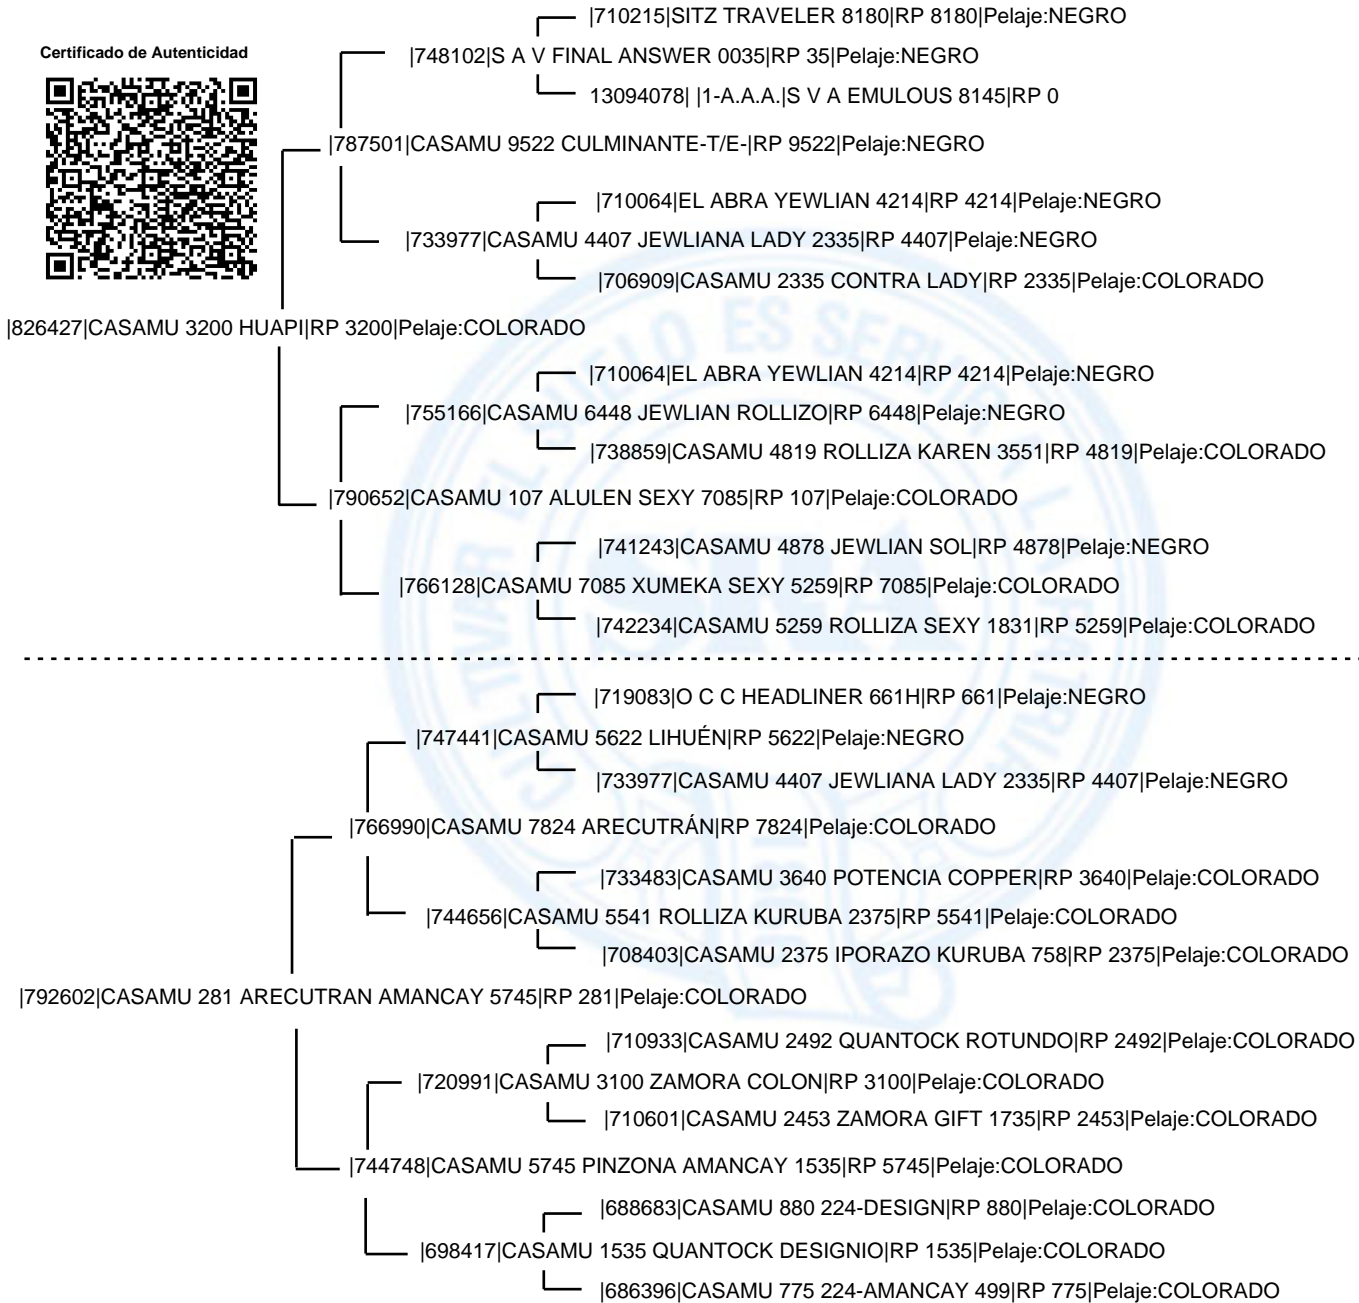 |710215|SITZ TRAVELER 8180|RP 8180|Pelaje:NEGRO
Certificado de Autenticidad
|748102|S A V FINAL ANSWER 0035|RP 35|Pelaje:NEGRO
13094078| |1-A.A.A.|S V A EMULOUS 8145|RP 0
|787501|CASAMU 9522 CULMINANTE-T/E-|RP 9522|Pelaje:NEGRO
|710064|EL ABRA YEWLIAN 4214|RP 4214|Pelaje:NEGRO
|733977|CASAMU 4407 JEWLIANA LADY 2335|RP 4407|Pelaje:NEGRO
|706909|CASAMU 2335 CONTRA LADY|RP 2335|Pelaje:COLORADO
|826427|CASAMU 3200 HUAPI|RP 3200|Pelaje:COLORADO
|710064|EL ABRA YEWLIAN 4214|RP 4214|Pelaje:NEGRO
|755166|CASAMU 6448 JEWLIAN ROLLIZO|RP 6448|Pelaje:NEGRO
|738859|CASAMU 4819 ROLLIZA KAREN 3551|RP 4819|Pelaje:COLORADO
|790652|CASAMU 107 ALULEN SEXY 7085|RP 107|Pelaje:COLORADO
|741243|CASAMU 4878 JEWLIAN SOL|RP 4878|Pelaje:NEGRO
|766128|CASAMU 7085 XUMEKA SEXY 5259|RP 7085|Pelaje:COLORADO
|742234|CASAMU 5259 ROLLIZA SEXY 1831|RP 5259|Pelaje:COLORADO
|719083|O C C HEADLINER 661H|RP 661|Pelaje:NEGRO
|747441|CASAMU 5622 LIHUÉN|RP 5622|Pelaje:NEGRO
|733977|CASAMU 4407 JEWLIANA LADY 2335|RP 4407|Pelaje:NEGRO
|766990|CASAMU 7824 ARECUTRÁN|RP 7824|Pelaje:COLORADO
|733483|CASAMU 3640 POTENCIA COPPER|RP 3640|Pelaje:COLORADO
|744656|CASAMU 5541 ROLLIZA KURUBA 2375|RP 5541|Pelaje:COLORADO
|708403|CASAMU 2375 IPORAZO KURUBA 758|RP 2375|Pelaje:COLORADO
|792602|CASAMU 281 ARECUTRAN AMANCAY 5745|RP 281|Pelaje:COLORADO
|710933|CASAMU 2492 QUANTOCK ROTUNDO|RP 2492|Pelaje:COLORADO
|720991|CASAMU 3100 ZAMORA COLON|RP 3100|Pelaje:COLORADO
|710601|CASAMU 2453 ZAMORA GIFT 1735|RP 2453|Pelaje:COLORADO
|744748|CASAMU 5745 PINZONA AMANCAY 1535|RP 5745|Pelaje:COLORADO
|688683|CASAMU 880 224-DESIGN|RP 880|Pelaje:COLORADO
|698417|CASAMU 1535 QUANTOCK DESIGNIO|RP 1535|Pelaje:COLORADO
|686396|CASAMU 775 224-AMANCAY 499|RP 775|Pelaje:COLORADO
CULTIVAR EL SUELO ES SERVIR A LA PATRIA
SRA
1866